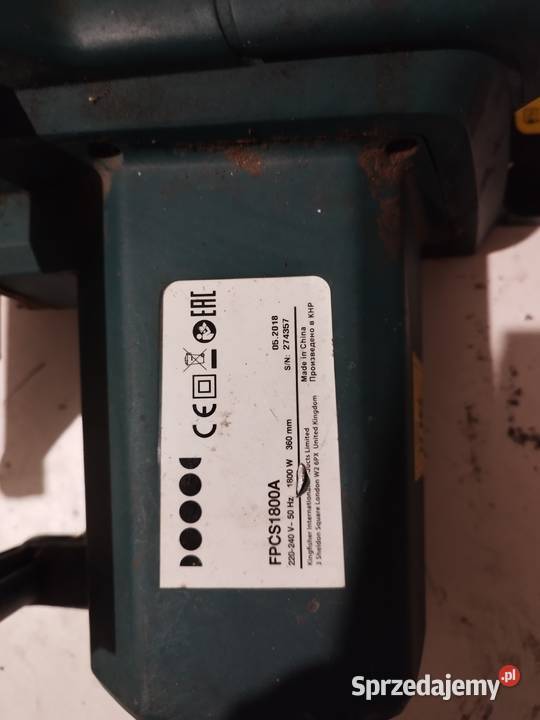 FPCS1800A
220-240 V~ 50 Hz 1800 W 360 mm
Kingfisher International Products Limited
3 Sheldon Square London W2 6PX United Kingdom
05.2018
S/N: 274357
Made in China
Произведено в КНР
CE
EAC
Sprzedajemy.pl